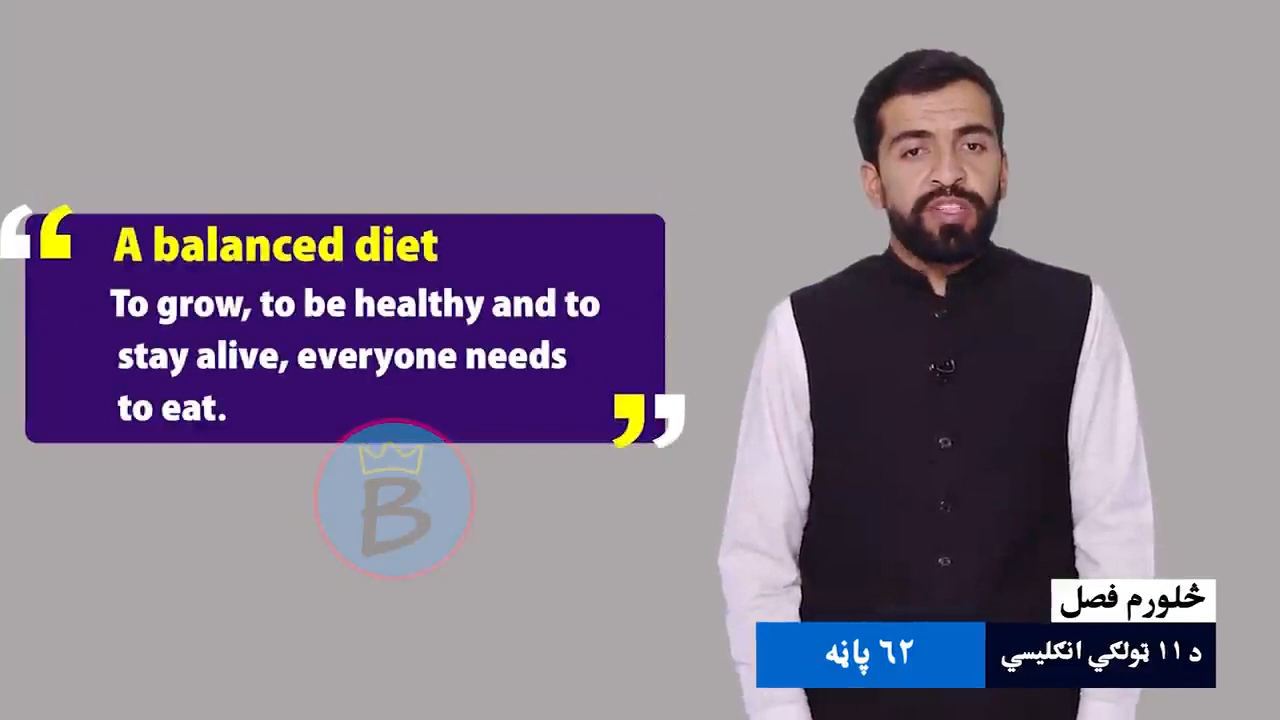 A balanced diet
To grow, to be healthy and to
stay alive, everyone needs
to eat.
B
څلورم فصل
د ۱۱ ټولګي انګلیسي
۶۲ پاڼه